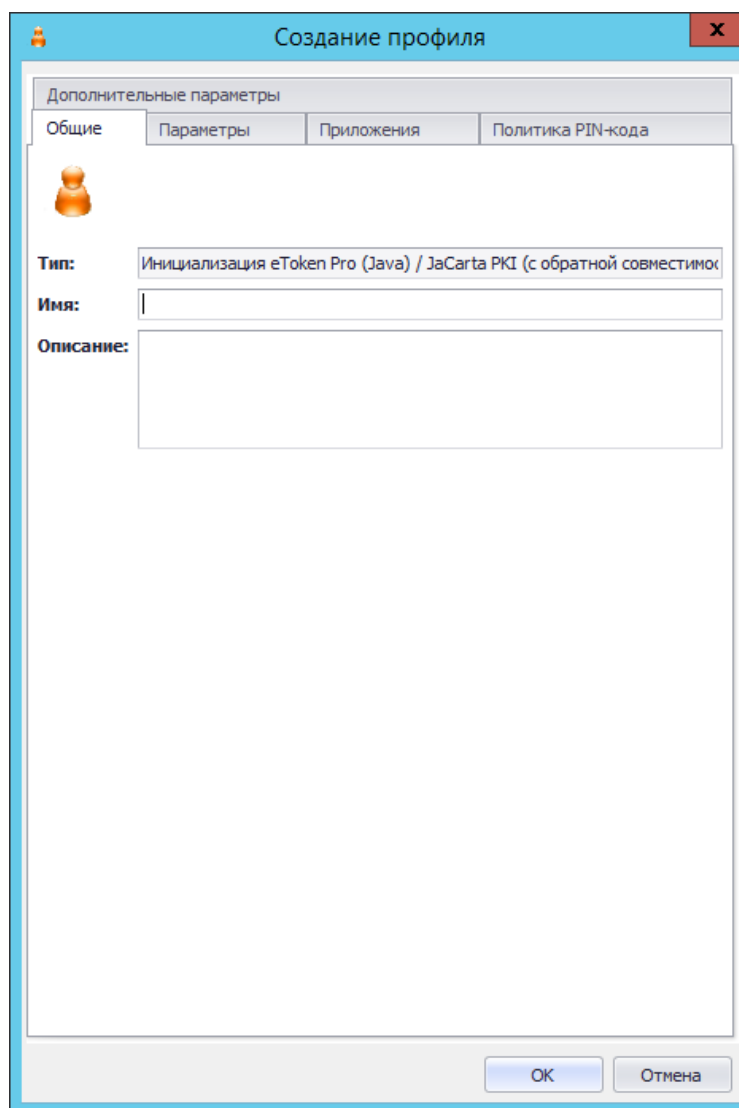 Создание профиля
x
Дополнительные параметры
Общие Параметры Приложения Политика PIN-кода
Тип: Инициализация eToken Pro (Java) / JaCarta PKI (с обратной совместимос
Имя:
Описание:
OK Отмена